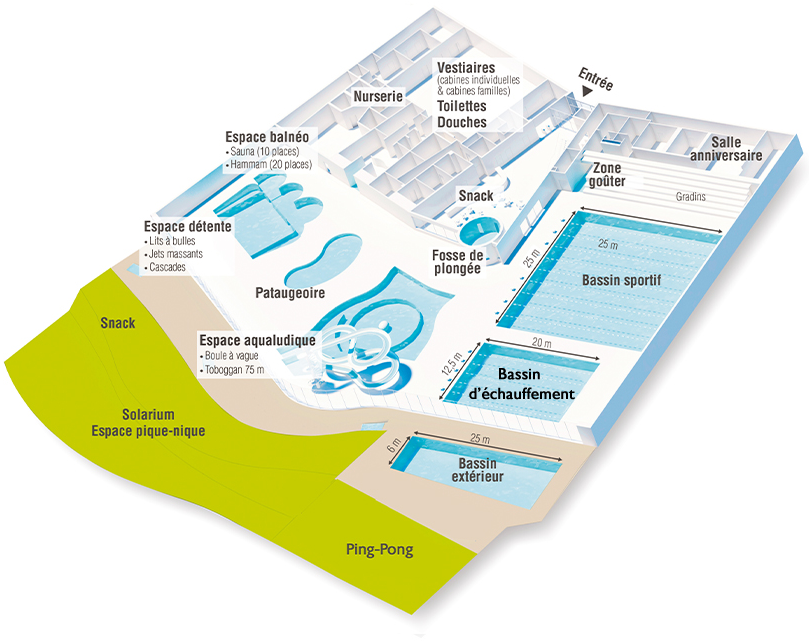 Entrée
Vestiaires
(cabines individuelles
& cabines familles)
Toilettes
Douches
Nurserie
Espace balnéo
• Sauna (10 places)
• Hammam (20 places)
Salle
anniversaire
Zone
goûter
Gradins
Snack
Fosse de
plongée
Espace détente
• Lits à bulles
• Jets massants
• Cascades
25 m
25 m
Bassin sportif
Pataugeoire
Snack
Espace aqualudique
• Boule à vague
• Toboggan 75 m
20 m
12,5 m
Bassin
d'échauffement
Solarium
Espace pique-nique
25 m
6 m
Bassin
extérieur
Ping-Pong